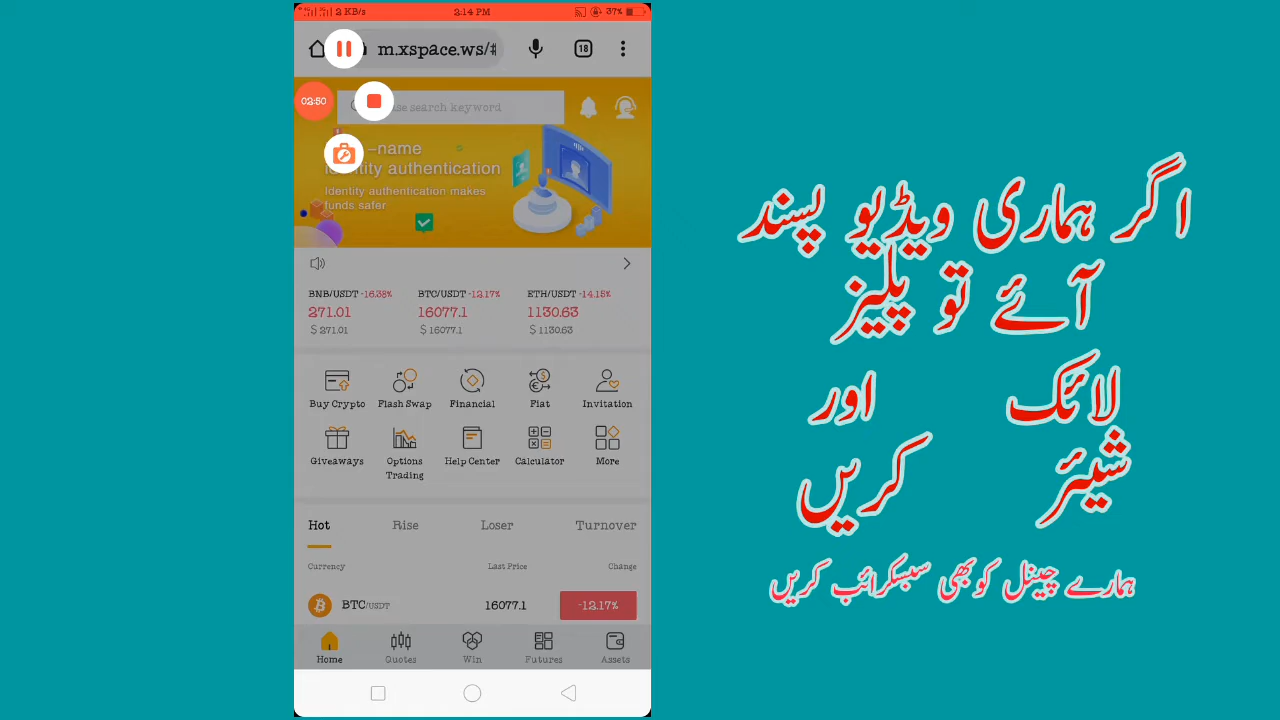 2 KB/s
2:14 PM
37%
m.xspace.ws/#
18
02:50
se search keyword
-name
Identity authentication
Identity authentication makes
funds safer
BNB/USDT -16.38%
271.01
$ 271.01
BTC/USDT -12.17%
16077.1
$ 16077.1
ETH/USDT -14.15%
1130.63
$ 1130.63
Buy Crypto
Flash Swap
Financial
Fiat
Invitation
Giveaways
Options
Trading
Help Center
Calculator
More
Hot
Rise
Loser
Turnover
Currency
Last Price
Change
BTC/USDT
16077.1
-12.17%
Home
Quotes
Win
Futures
Assets
اگر ہماری ویڈیو پسند
آئے تو پلیز
لائک اور
شیئر کریں
ہمارے چینل کو بھی سبسکرائب کریں